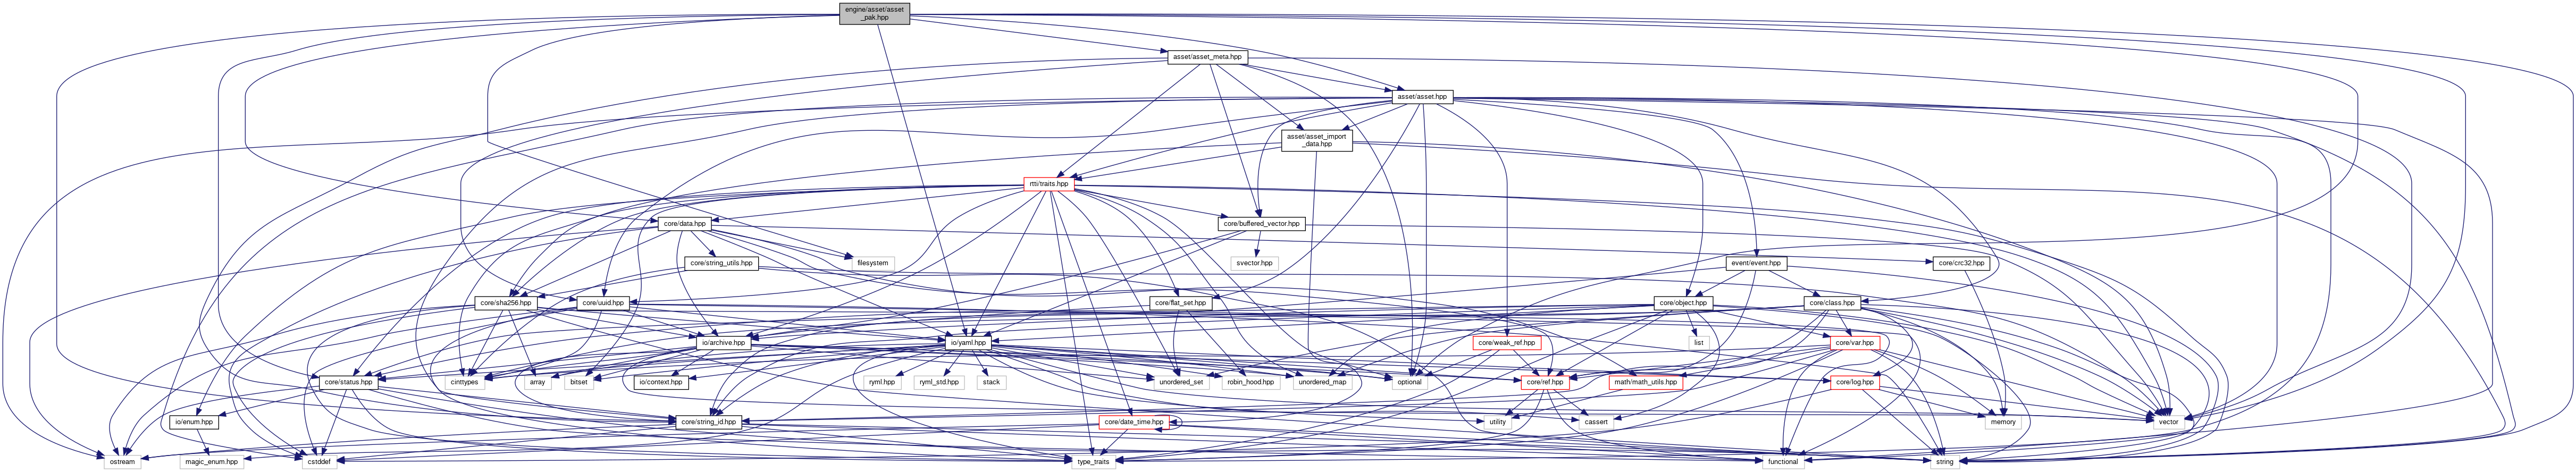 engine/asset/asset
_pak.hpp
asset/asset_meta.hpp
asset/asset.hpp
asset/asset_import
_data.hpp
rtti/traits.hpp
core/data.hpp
core/buffered_vector.hpp
core/string_utils.hpp
filesystem
svector.hpp
event/event.hpp
core/crc32.hpp
core/sha256.hpp
core/uuid.hpp
core/flat_set.hpp
core/object.hpp
core/class.hpp
io/archive.hpp
io/yaml.hpp
core/weak_ref.hpp
list
core/var.hpp
core/status.hpp
cinttypes
array
bitset
io/context.hpp
ryml.hpp
ryml_std.hpp
stack
unordered_set
robin_hood.hpp
unordered_map
optional
core/ref.hpp
math/math_utils.hpp
core/log.hpp
io/enum.hpp
core/string_id.hpp
core/date_time.hpp
utility
cassert
memory
vector
ostream
magic_enum.hpp
cstddef
type_traits
functional
string